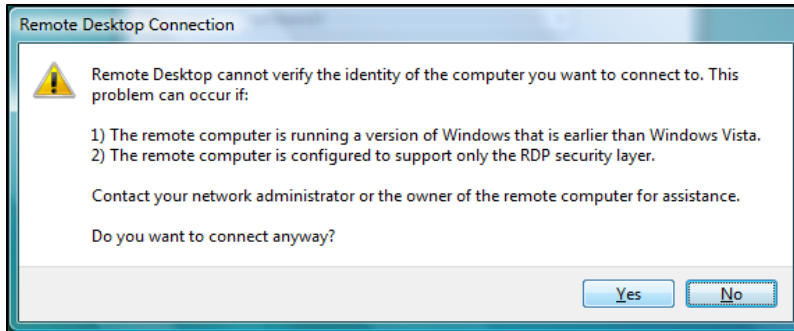 Remote Desktop Connection
Remote Desktop cannot verify the identity of the computer you want to connect to. This
problem can occur if:
1) The remote computer is running a version of Windows that is earlier than Windows Vista.
2) The remote computer is configured to support only the RDP security layer.
Contact your network administrator or the owner of the remote computer for assistance.
Do you want to connect anyway?
Yes No